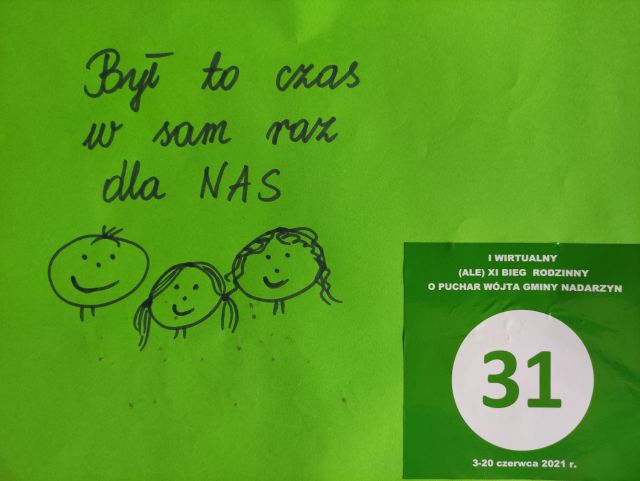 Był to czas
w sam raz
dla NAS
I WIRTUALNY
(ALE) XI BIEG RODZINNY
O PUCHAR WÓJTA GMINY NADARZYN
31
3-20 czerwca 2021 r.